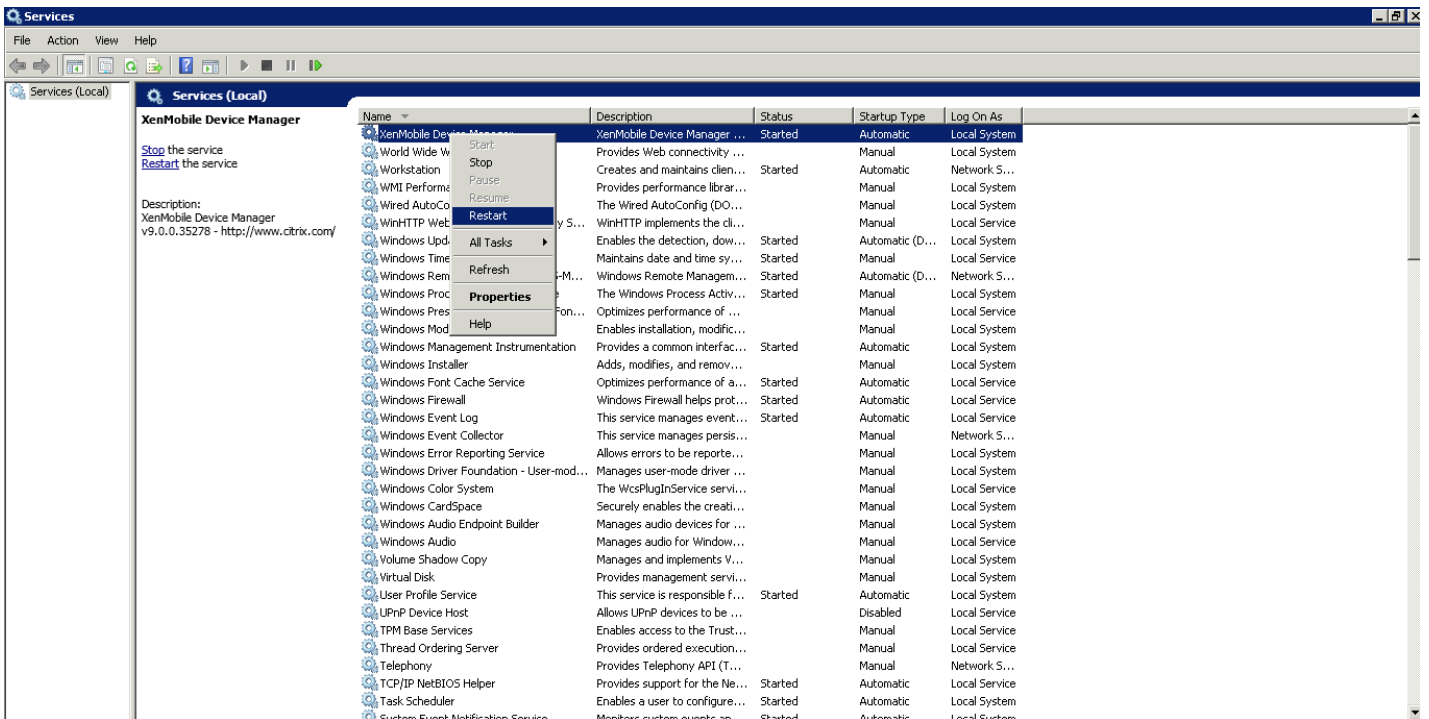 Services
File Action View Help
Services (Local)
Services (Local)
XenMobile Device Manager
Stop the service
Restart the service
Description:
XenMobile Device Manager
v9.0.0.35278 - http://www.citrix.com/
Name Description Status Startup Type Log On As
XenMobile Device Manager XenMobile Device Manager ... Started Automatic Local System
World Wide W Provides Web connectivity ... Manual Local System
Workstation Creates and maintains clien... Started Automatic Network S...
WMI Performa Provides performance librar... Manual Local System
Wired AutoCo The Wired AutoConfig (DO... Manual Local System
WinHTTP Web y S... WinHTTP implements the cli... Manual Local Service
Windows Upd Enables the detection, dow... Started Automatic (D... Local System
Windows Time Maintains date and time sy... Started Manual Local Service
Windows Rem S-M... Windows Remote Managem... Started Automatic (D... Network S...
Windows Proc The Windows Process Activ... Started Manual Local System
Windows Pres Fon... Optimizes performance of ... Manual Local Service
Windows Mod Enables installation, modific... Manual Local System
Start
Stop
Pause
Resume
Restart
All Tasks
Refresh
Properties
Help
Windows Management Instrumentation Provides a common interfac... Started Automatic Local System
Windows Installer Adds, modifies, and remov... Manual Local System
Windows Font Cache Service Optimizes performance of a... Started Automatic Local Service
Windows Firewall Windows Firewall helps prot... Started Automatic Local Service
Windows Event Log This service manages event... Started Automatic Local Service
Windows Event Collector This service manages persis... Manual Network S...
Windows Error Reporting Service Allows errors to be reporte... Manual Local System
Windows Driver Foundation - User-mod... Manages user-mode driver ... Manual Local System
Windows Color System The WcsPlugInService servi... Manual Local Service
Windows CardSpace Securely enables the creati... Manual Local System
Windows Audio Endpoint Builder Manages audio devices for ... Manual Local System
Windows Audio Manages audio for Window... Manual Local Service
Volume Shadow Copy Manages and implements V... Manual Local System
Virtual Disk Provides management servi... Manual Local System
User Profile Service This service is responsible f... Started Automatic Local System
UPnP Device Host Allows UPnP devices to be ... Disabled Local Service
TPM Base Services Enables access to the Trust... Manual Local Service
Thread Ordering Server Provides ordered execution... Manual Local Service
Telephony Provides Telephony API (T... Manual Network S...
TCP/IP NetBIOS Helper Provides support for the Ne... Started Automatic Local Service
Task Scheduler Enables a user to configure... Started Automatic Local System
System Event Notification Service Monitors system events an... Started Automatic Local System